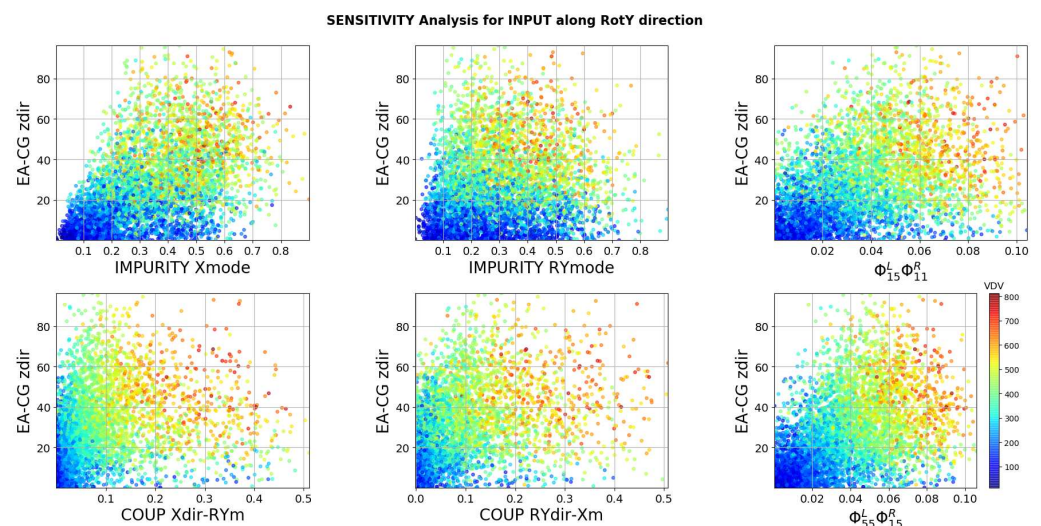 SENSITIVITY Analysis for INPUT along RotY direction
EA-CG zdir
80
60
40
20
0.1 0.2 0.3 0.4 0.5 0.6 0.7 0.8
IMPURITY Xmode
EA-CG zdir
80
60
40
20
0.1 0.2 0.3 0.4 0.5 0.6 0.7 0.8
IMPURITY RYmode
EA-CG zdir
80
60
40
20
0.02 0.04 0.06 0.08 0.10
Φ^L_15 Φ^R_11
EA-CG zdir
80
60
40
20
0.1 0.2 0.3 0.4 0.5
COUP Xdir-RYm
EA-CG zdir
80
60
40
20
0.0 0.1 0.2 0.3 0.4 0.5
COUP RYdir-Xm
EA-CG zdir
80
60
40
20
0.02 0.04 0.06 0.08 0.10
Φ^L_55 Φ^R_15
VDV
800
700
600
500
400
300
200
100